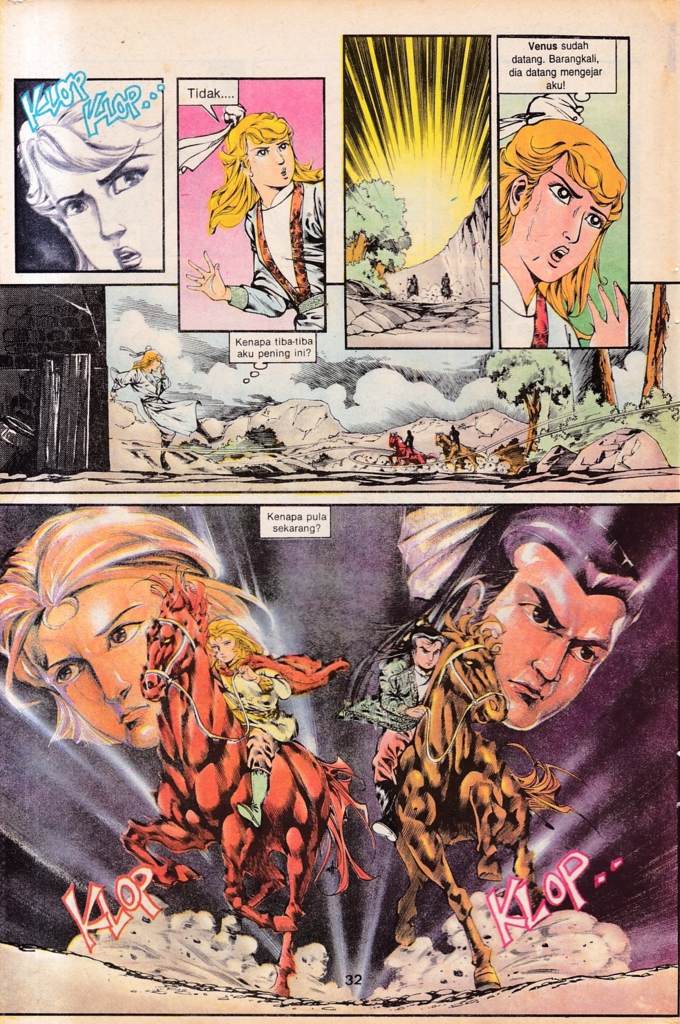 KLOP
KLOP...
Tidak....
Venus sudah
datang. Barangkali,
dia datang mengejar
aku!
Kenapa tiba-tiba
aku pening ini?
Kenapa pula
sekarang?
KLOP
KLOP..
32